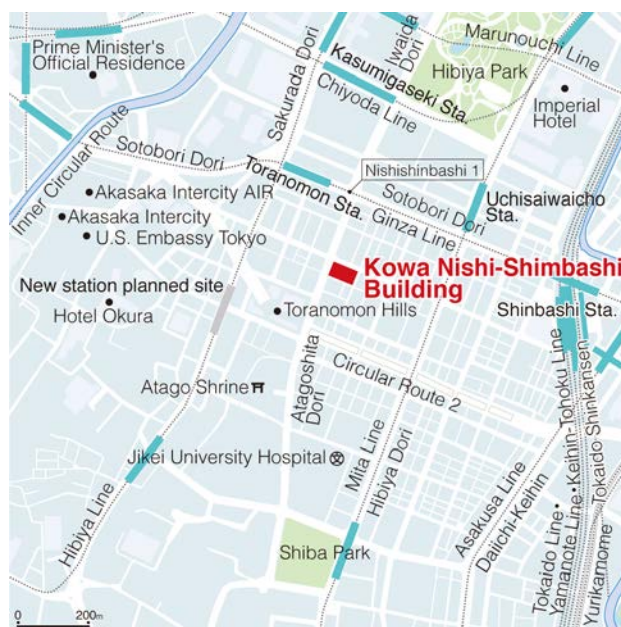 Prime Minister's
Official Residence
Sakurada Dori
Iwaida
Dori
Marunouchi Line
Kasumigaseki Sta.
Chiyoda Line
Hibiya Park
Imperial
Hotel
Inner Circular Route
Sotobori Dori
Toranomon Sta.
Nishishinbashi 1
Sotobori Dori
Ginza Line
Uchisaiwaicho
Sta.
Akasaka Intercity AIR
Akasaka Intercity
U.S. Embassy Tokyo
Kowa Nishi-Shimbashi
Building
New station planned site
Hotel Okura
Toranomon Hills
Shinbashi Sta.
Circular Route 2
Atagoshita
Dori
Atago Shrine
Jikei University Hospital
Mita Line
Hibiya Dori
Hibiya Line
Shiba Park
Asakusa Line
Daiichi-Keihin
Tokaido Line•
Yamanote Line•Keihin-Tohoku Line
Tokaido Shinkansen
Yurikamome
0 200m